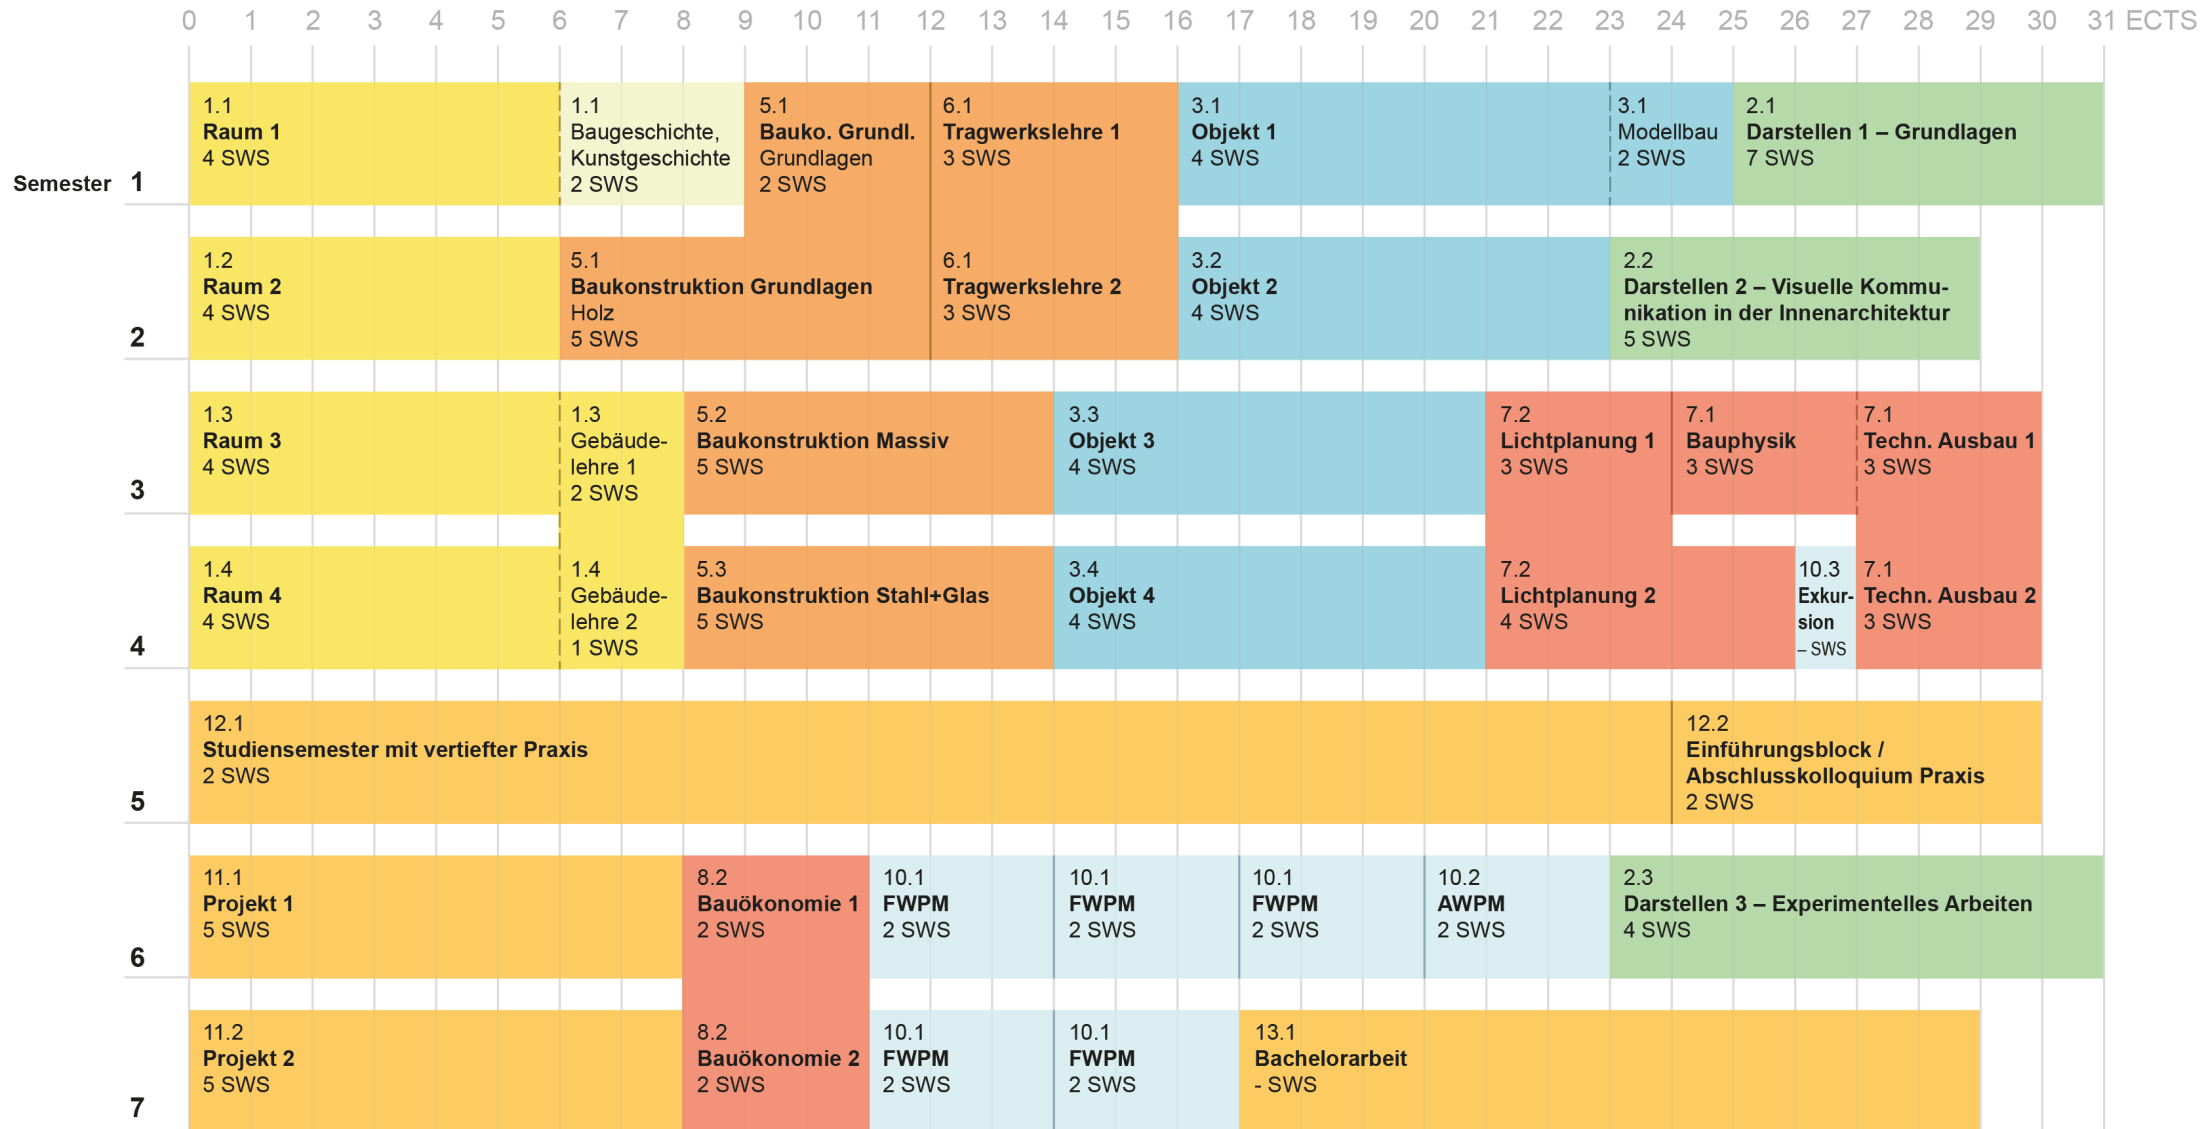 0 1 2 3 4 5 6 7 8 9 10 11 12 13 14 15 16 17 18 19 20 21 22 23 24 25 26 27 28 29 30 31 ECTS
Semester 1
1.1
Raum 1
4 SWS
1.1
Baugeschichte,
Kunstgeschichte
2 SWS
5.1
Bauko. Grundl.
Grundlagen
2 SWS
6.1
Tragwerkslehre 1
3 SWS
3.1
Objekt 1
4 SWS
3.1
Modellbau
2 SWS
2.1
Darstellen 1 – Grundlagen
7 SWS
2
1.2
Raum 2
4 SWS
5.1
Baukonstruktion Grundlagen
Holz
5 SWS
6.1
Tragwerkslehre 2
3 SWS
3.2
Objekt 2
4 SWS
2.2
Darstellen 2 – Visuelle Kommu-
nikation in der Innenarchitektur
5 SWS
3
1.3
Raum 3
4 SWS
1.3
Gebäude-
lehre 1
2 SWS
5.2
Baukonstruktion Massiv
5 SWS
3.3
Objekt 3
4 SWS
7.2
Lichtplanung 1
3 SWS
7.1
Bauphysik
3 SWS
7.1
Techn. Ausbau 1
3 SWS
4
1.4
Raum 4
4 SWS
1.4
Gebäude-
lehre 2
1 SWS
5.3
Baukonstruktion Stahl+Glas
5 SWS
3.4
Objekt 4
4 SWS
7.2
Lichtplanung 2
4 SWS
10.3
Exkur-
sion
– SWS
7.1
Techn. Ausbau 2
3 SWS
5
12.1
Studiensemester mit vertiefter Praxis
2 SWS
12.2
Einführungsblock /
Abschlusskolloquium Praxis
2 SWS
6
11.1
Projekt 1
5 SWS
8.2
Bauökonomie 1
2 SWS
10.1
FWPM
2 SWS
10.1
FWPM
2 SWS
10.1
FWPM
2 SWS
10.2
AWPM
2 SWS
2.3
Darstellen 3 – Experimentelles Arbeiten
4 SWS
7
11.2
Projekt 2
5 SWS
8.2
Bauökonomie 2
2 SWS
10.1
FWPM
2 SWS
10.1
FWPM
2 SWS
13.1
Bachelorarbeit
- SWS